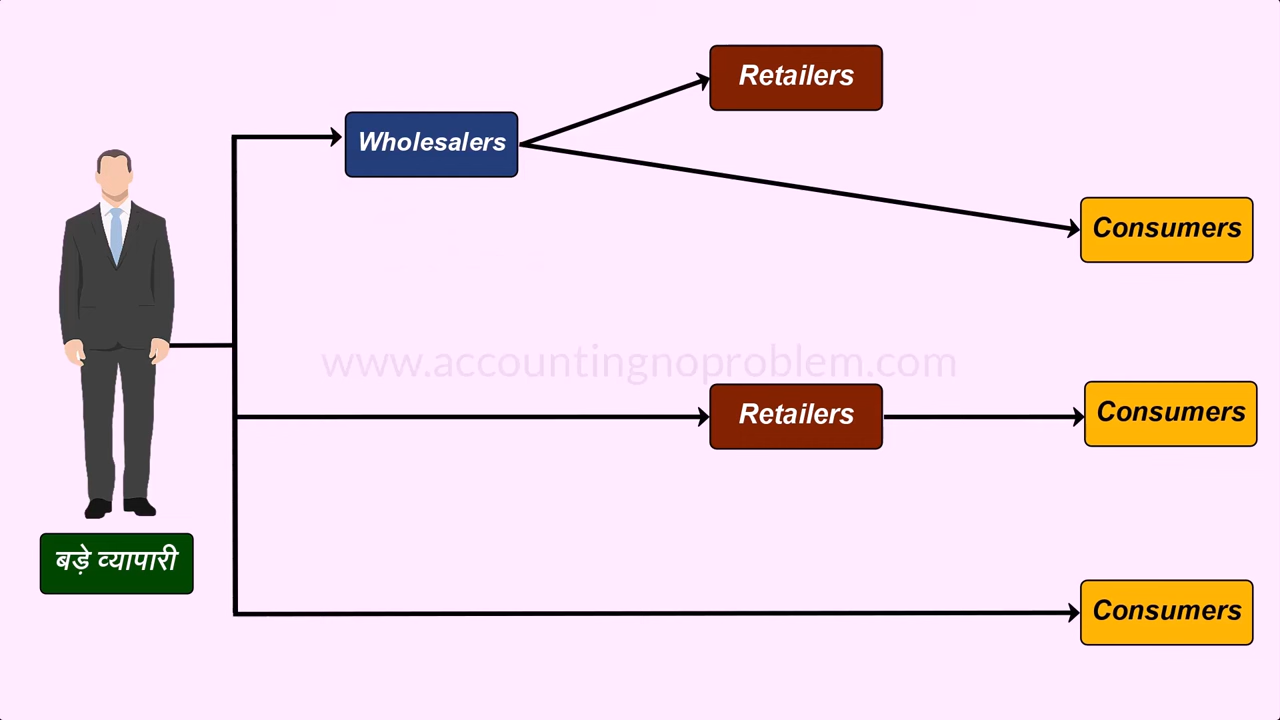 Retailers
Wholesalers
Consumers
www.accountingnoproblem.com
Retailers
Consumers
बड़े व्यापारी
Consumers